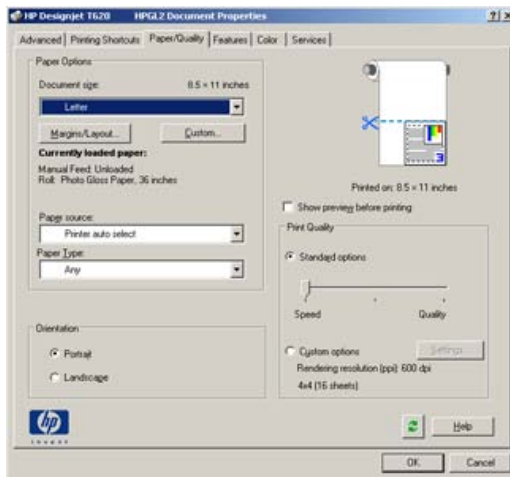 HP Designjet T620 HPGL2 Document Properties
Advanced Printing Shortcuts Paper/Quality Features Color Services
Paper Options
Document size: 8.5 × 11 inches
Letter
Margins/Layout... Custom...
Currently loaded paper:
Manual Feed: Unloaded
Roll: Photo Gloss Paper, 36 inches
Paper source:
Printer auto select
Paper Type:
Any
Orientation
Portrait
Landscape
3
Printed on: 8.5 × 11 inches
Show preview before printing
Print Quality
Standard options
Speed Quality
Custom options Settings...
Rendering resolution (ppi): 600 dpi
4x4 (16 sheets)
hp
invent
Help
OK Cancel